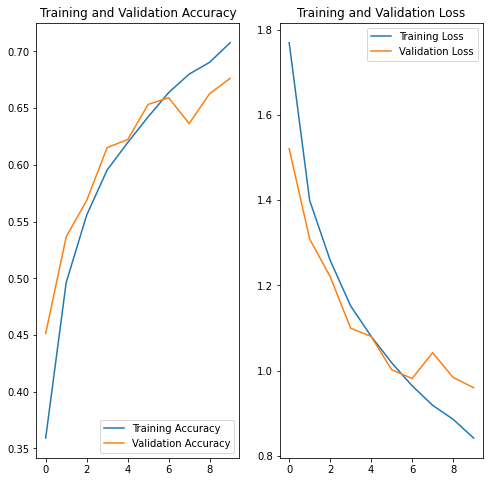 Training and Validation Accuracy
0.70
0.65
0.60
0.55
0.50
0.45
0.40
0.35
0 2 4 6 8
Training Accuracy
Validation Accuracy
Training and Validation Loss
1.8
1.6
1.4
1.2
1.0
0.8
0 2 4 6 8
Training Loss
Validation Loss